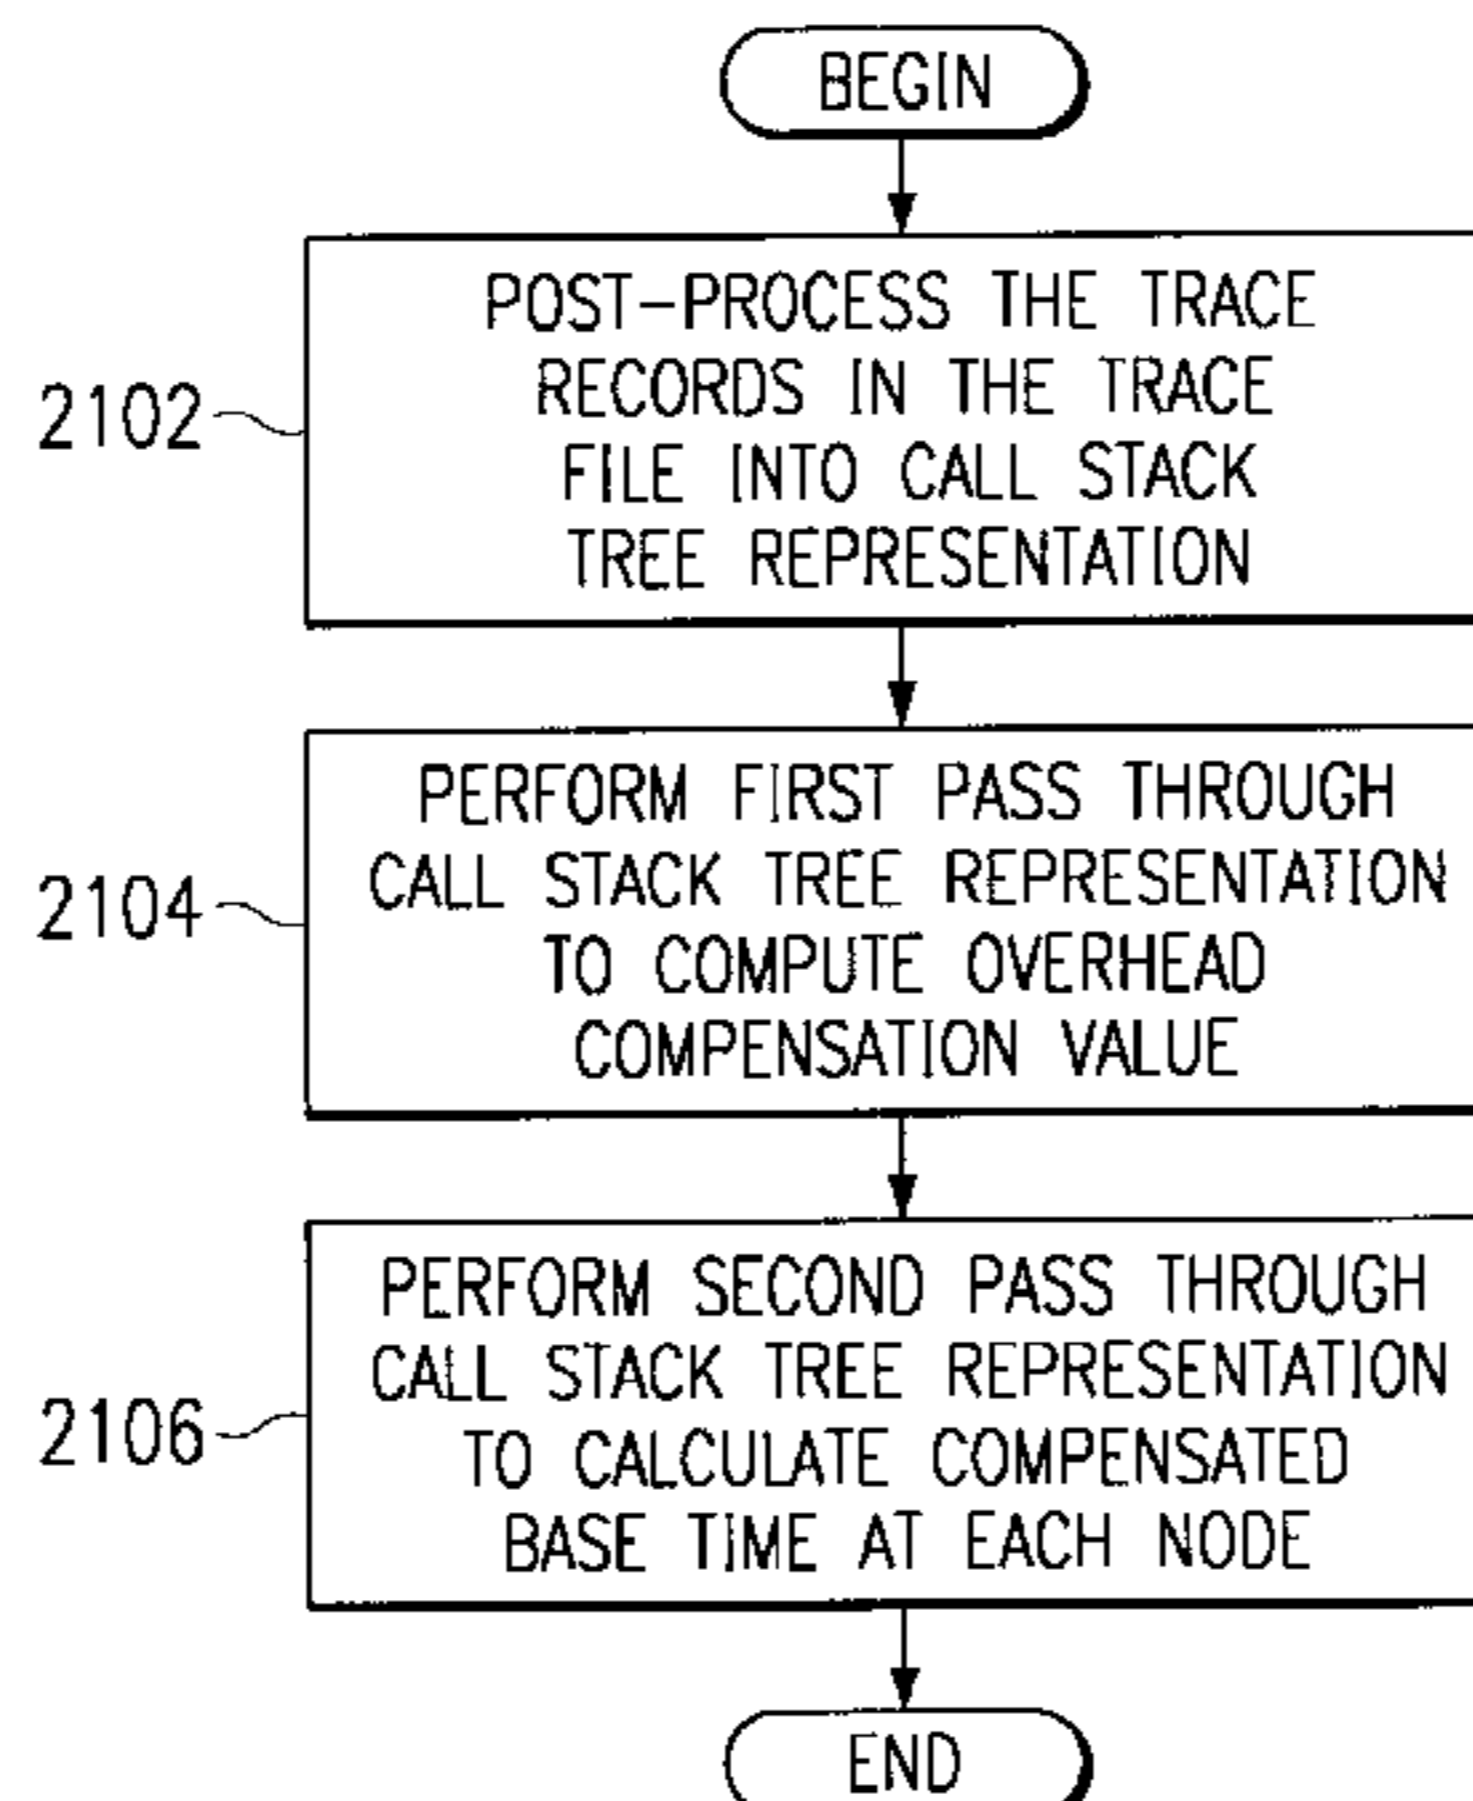 BEGIN
2102
POST-PROCESS THE TRACE
RECORDS IN THE TRACE
FILE INTO CALL STACK
TREE REPRESENTATION
2104
PERFORM FIRST PASS THROUGH
CALL STACK TREE REPRESENTATION
TO COMPUTE OVERHEAD
COMPENSATION VALUE
2106
PERFORM SECOND PASS THROUGH
CALL STACK TREE REPRESENTATION
TO CALCULATE COMPENSATED
BASE TIME AT EACH NODE
END